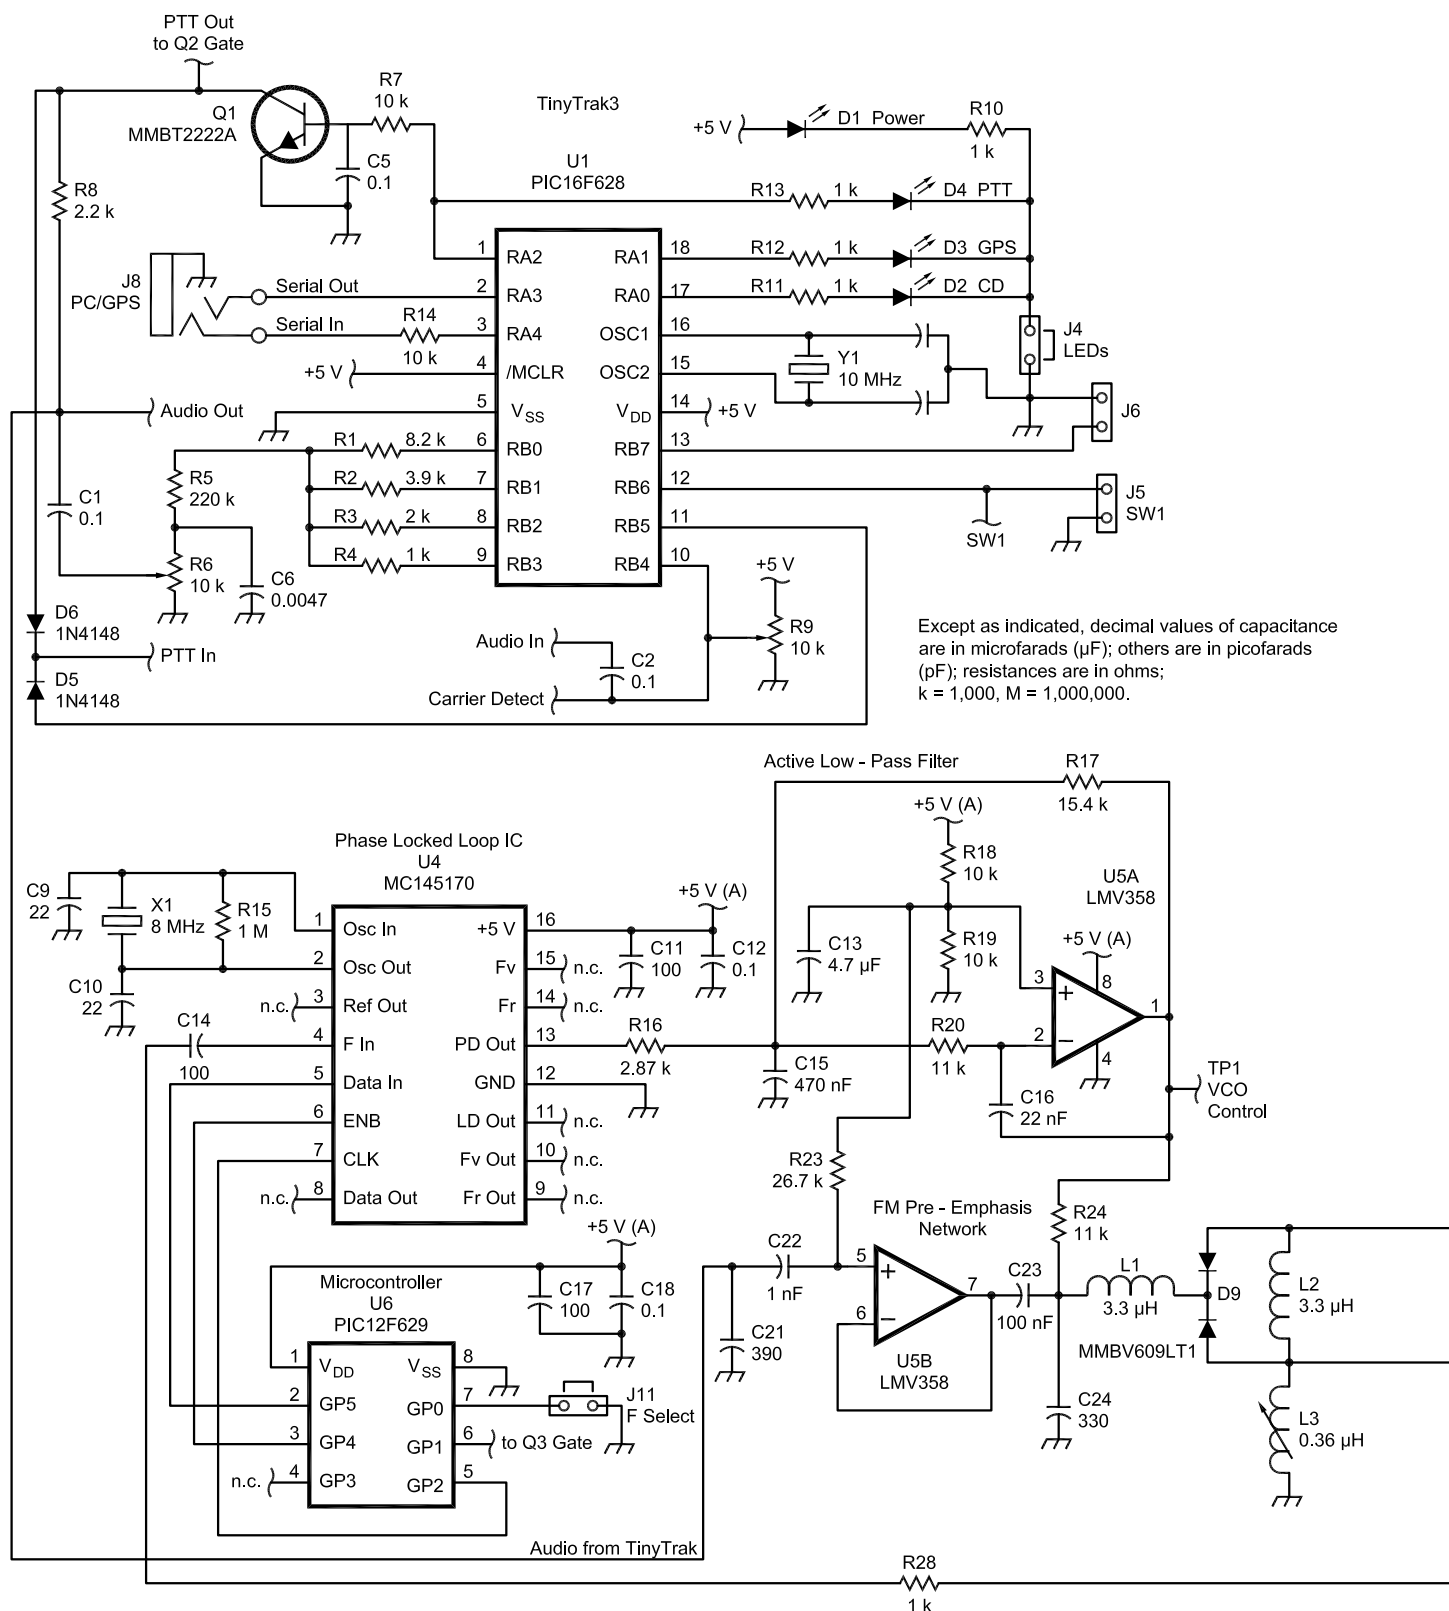 PTT Out
to Q2 Gate
Q1
MMBT2222A
R7
10 k
C5
0.1
R8
2.2 k
TinyTrak3
U1
PIC16F628
+5 V
D1 Power
R10
1 k
R13
1 k
D4 PTT
R12
1 k
D3 GPS
R11
1 k
D2 CD
J8
PC/GPS
Serial Out
Serial In
R14
10 k
+5 V
1
RA2
2
RA3
3
RA4
4
/MCLR
5
VSS
6
RB0
7
RB1
8
RB2
9
RB3
RA1
18
RA0
17
OSC1
16
OSC2
15
VDD
14
+5 V
RB7
13
RB6
12
RB5
11
RB4
10
Y1
10 MHz
J4
LEDs
J6
J5
SW1
SW1
Audio Out
R1
8.2 k
R2
3.9 k
R3
2 k
R4
1 k
R5
220 k
C1
0.1
R6
10 k
C6
0.0047
D6
1N4148
PTT In
D5
1N4148
Audio In
C2
0.1
Carrier Detect
+5 V
R9
10 k
Except as indicated, decimal values of capacitance
are in microfarads (µF); others are in picofarads
(pF); resistances are in ohms;
k = 1,000, M = 1,000,000.
Active Low - Pass Filter
R17
15.4 k
+5 V (A)
R18
10 k
R19
10 k
C13
4.7 µF
U5A
LMV358
+5 V (A)
8
3
+
2
−
1
4
Phase Locked Loop IC
U4
MC145170
C9
22
X1
8 MHz
R15
1 M
C10
22
+5 V (A)
C11
100
C12
0.1
1
Osc In
2
Osc Out
n.c.
3
Ref Out
4
F In
5
Data In
6
ENB
7
CLK
n.c.
8
Data Out
+5 V
16
Fv
15
n.c.
Fr
14
n.c.
PD Out
13
GND
12
LD Out
11
n.c.
Fv Out
10
n.c.
Fr Out
9
n.c.
C14
100
R16
2.87 k
C15
470 nF
R20
11 k
C16
22 nF
TP1
VCO
Control
R23
26.7 k
FM Pre - Emphasis
Network
R24
11 k
+5 V (A)
C17
100
C18
0.1
Microcontroller
U6
PIC12F629
1
VDD
2
GP5
3
GP4
n.c.
4
GP3
VSS
8
GP0
7
GP1
6
to Q3 Gate
GP2
5
J11
F Select
C22
1 nF
C21
390
5
+
6
−
7
U5B
LMV358
C23
100 nF
L1
3.3 µH
D9
MMBV609LT1
L2
3.3 µH
C24
330
L3
0.36 µH
Audio from TinyTrak
R28
1 k